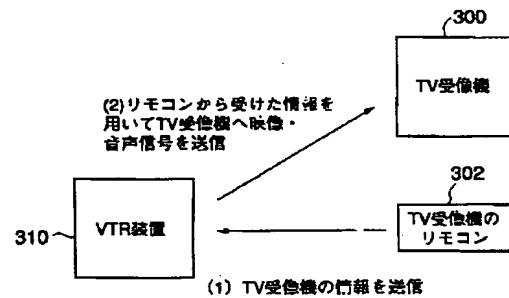 300
TV受像機
(2)リモコンから受けた情報を
用いてTV受像機へ映像・
音声信号を送信
302
TV受像機の
リモコン
310
VTR装置
(1) TV受像機の情報を送信